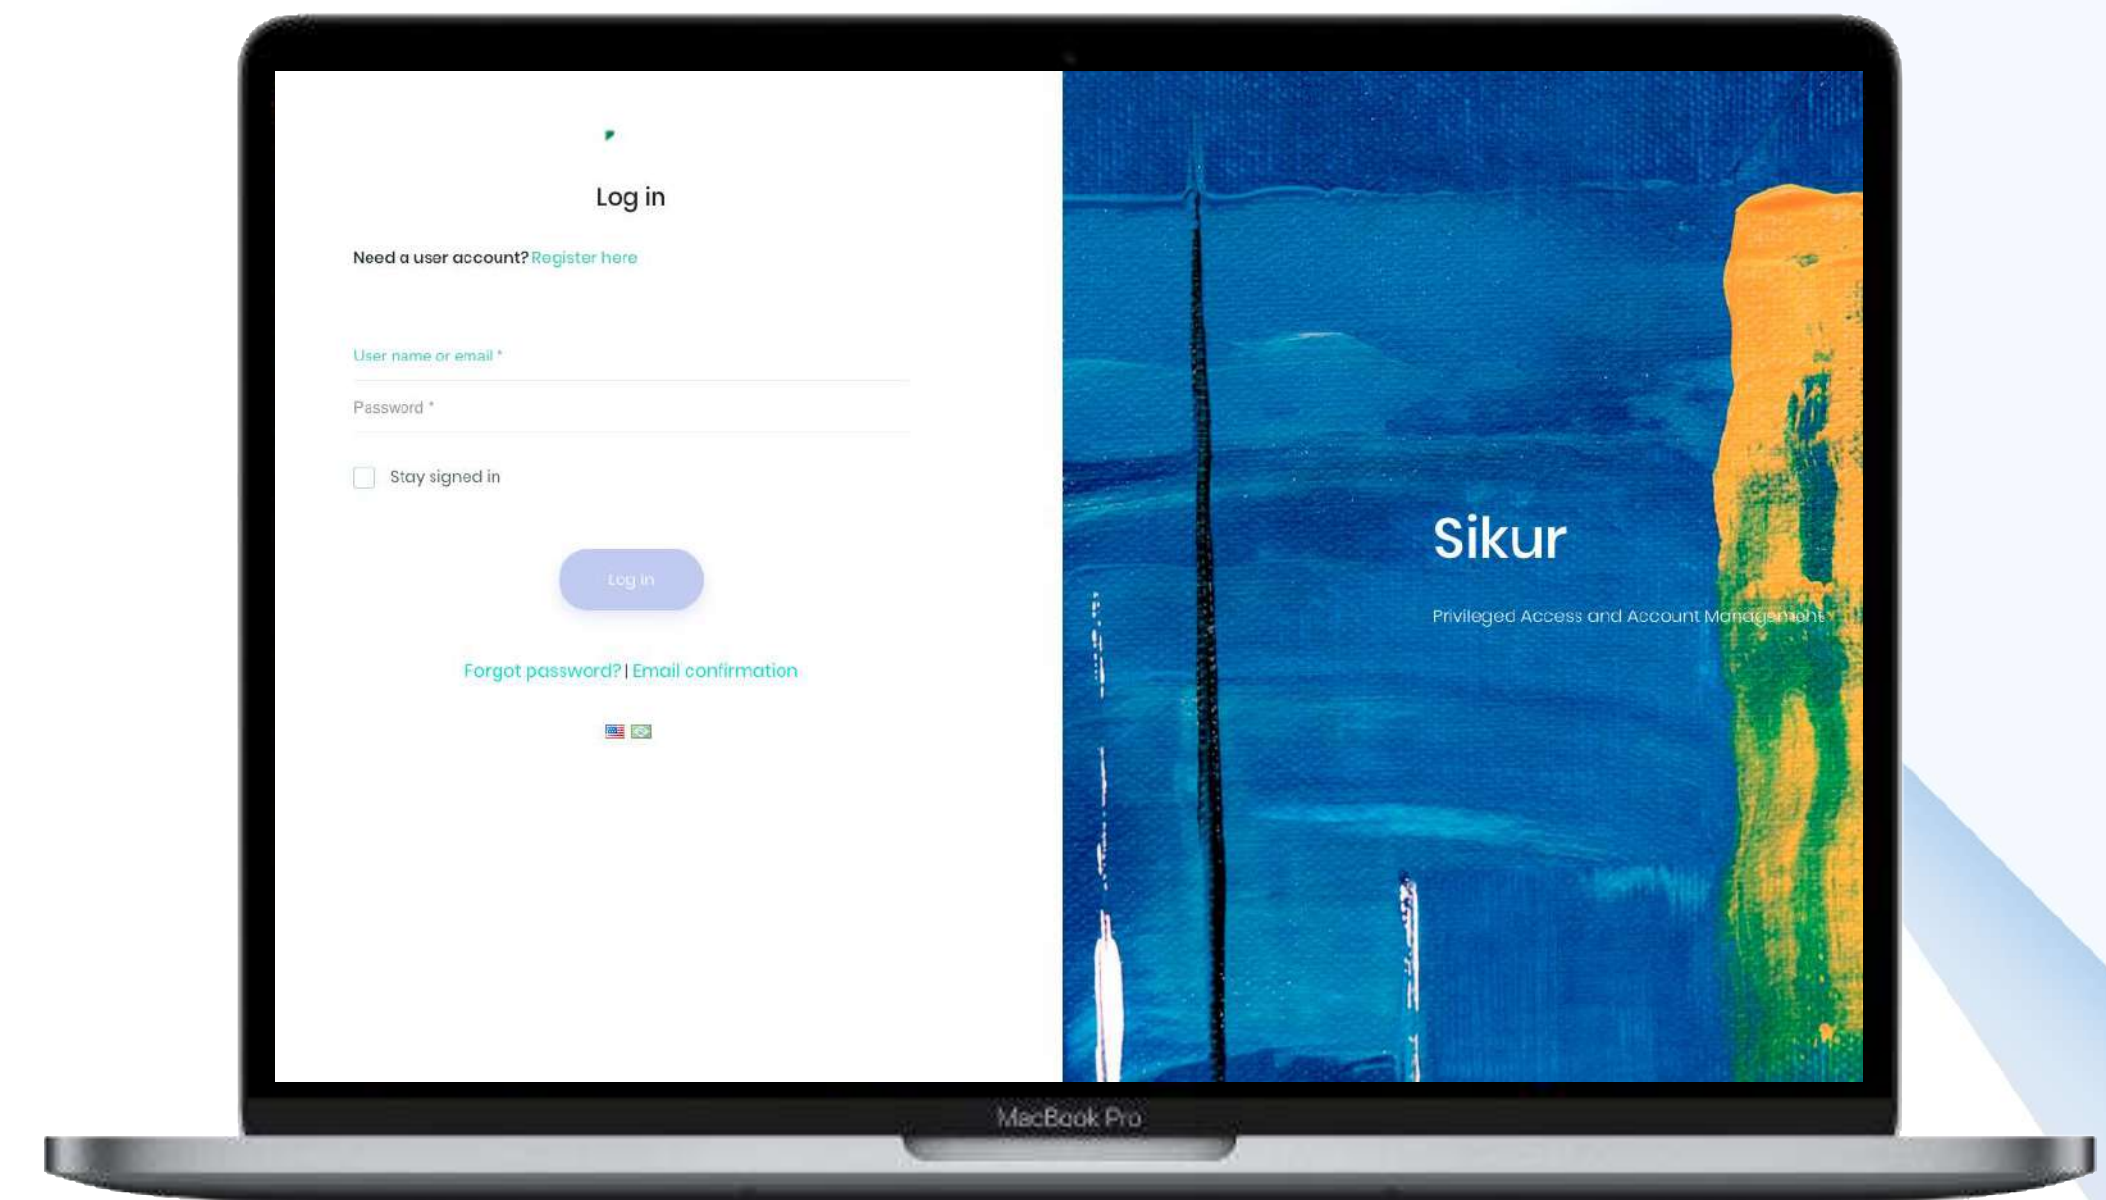 Log in
Need a user account? Register here
User name or email *
Password *
Stay signed in
Log in
Forgot password? | Email confirmation
Sikur
Privileged Access and Account Management
MacBook Pro